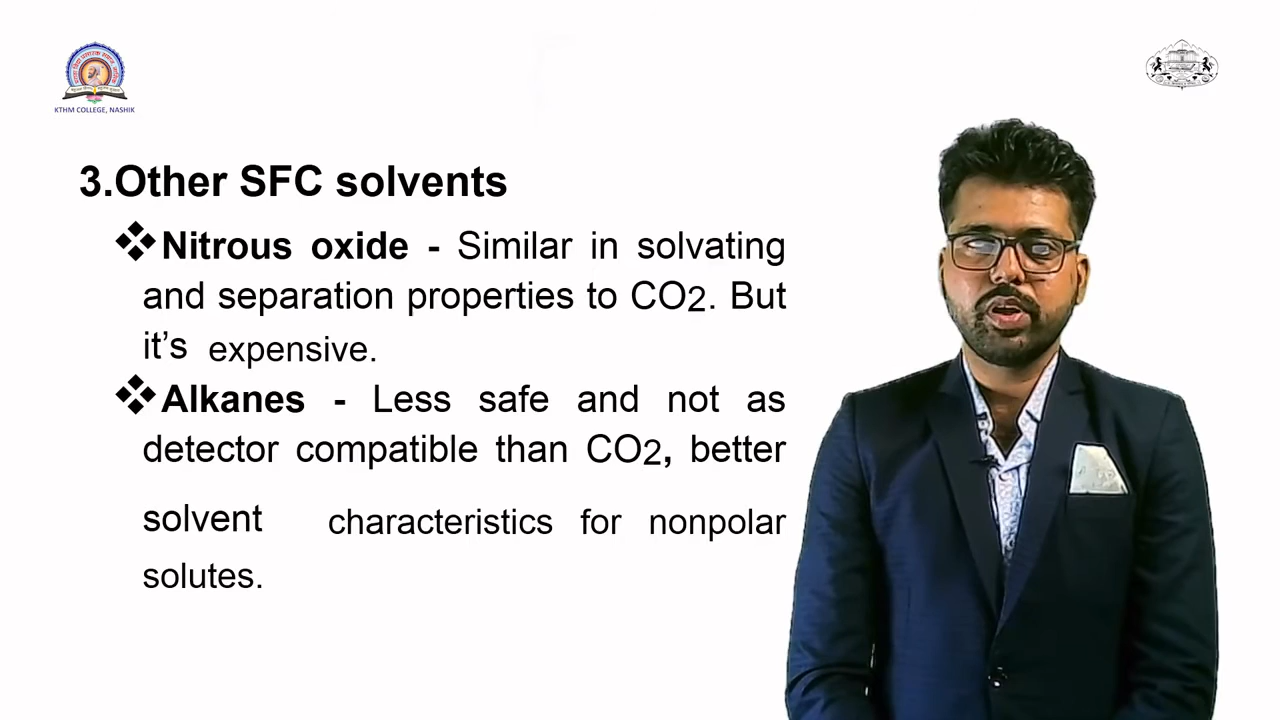 KTHM COLLEGE, NASHIK
3.Other SFC solvents
❖Nitrous oxide - Similar in solvating
and separation properties to CO2. But
it’s expensive.
❖Alkanes - Less safe and not as
detector compatible than CO2, better
solvent characteristics for nonpolar
solutes.